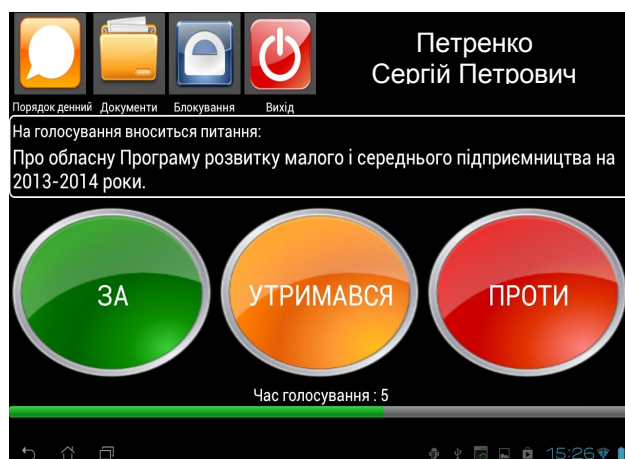 Петренко
Сергій Петрович
Порядок денний Документи Блокування Вихід
На голосування вноситься питання:
Про обласну Програму розвитку малого і середнього підприємництва на
2013-2014 роки.
ЗА УТРИМАВСЯ ПРОТИ
Час голосування : 5
15:26